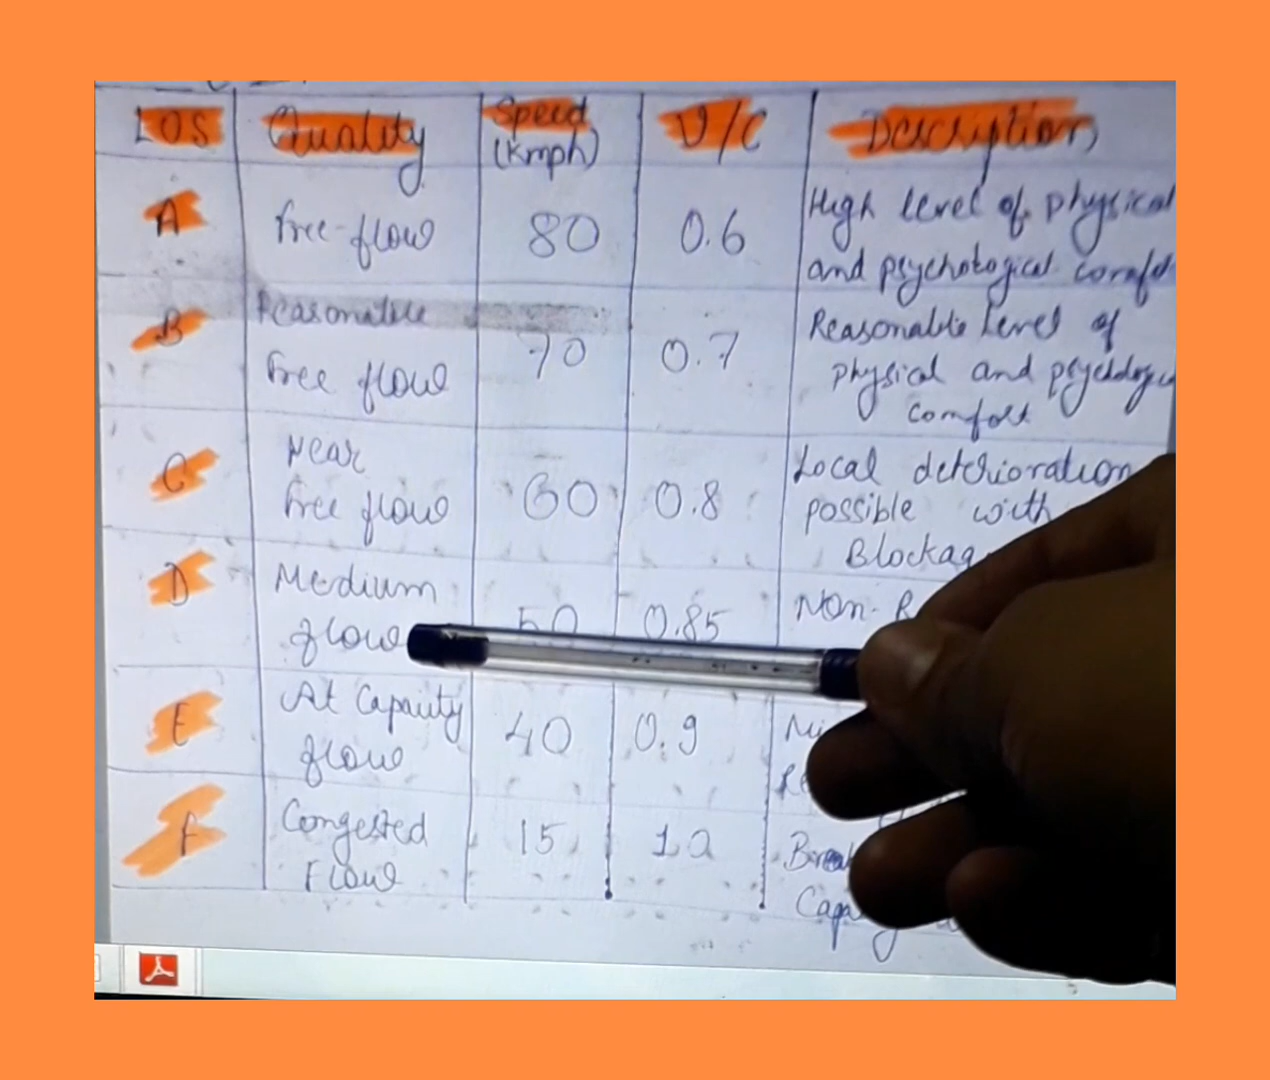 LOS Quality Speed (Kmph) V/C Description
A free-flow 80 0.6 High level of physical
and psychological
B Reasonable 70 0.7 Reasonable level of
free flow physical and
comfort
C Near 60 0.8 Local deterioration
free flow possible with
D Medium 50 0.85 Non-
flow
E At Capacity 40 0.9
flow
F Congested 15 1.0
Flow